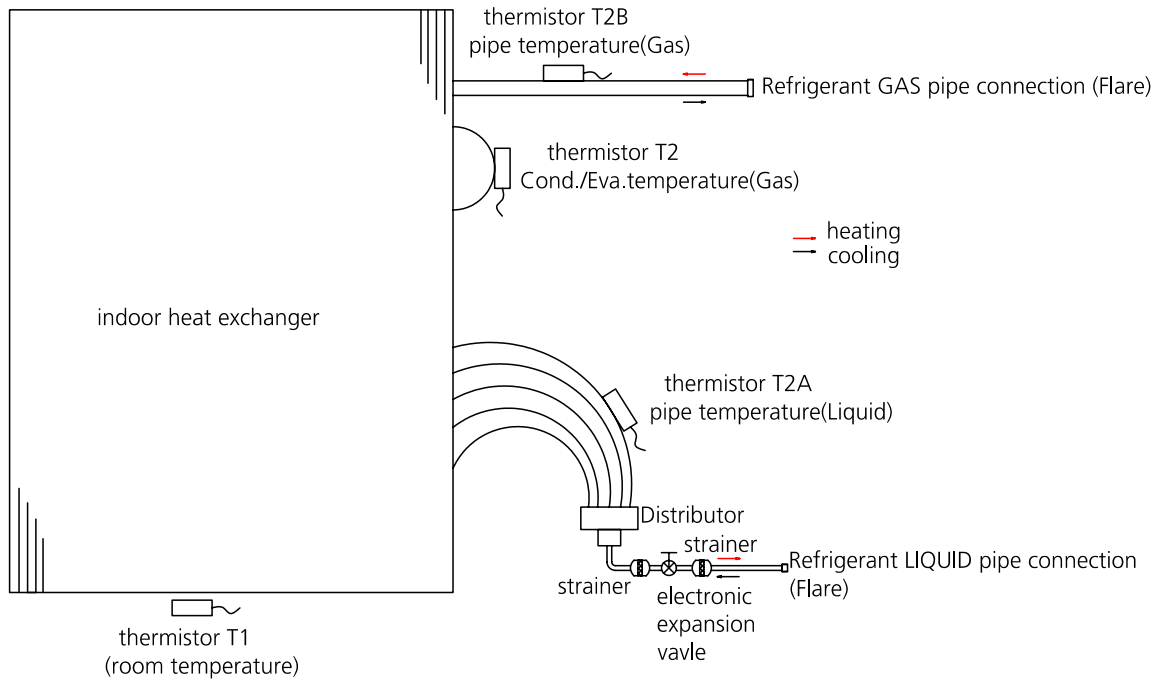 thermistor T2B
pipe temperature(Gas)
Refrigerant GAS pipe connection (Flare)
thermistor T2
Cond./Eva.temperature(Gas)
heating
cooling
indoor heat exchanger
thermistor T2A
pipe temperature(Liquid)
Distributor
strainer
Refrigerant LIQUID pipe connection
(Flare)
strainer
electronic
expansion
vavle
thermistor T1
(room temperature)